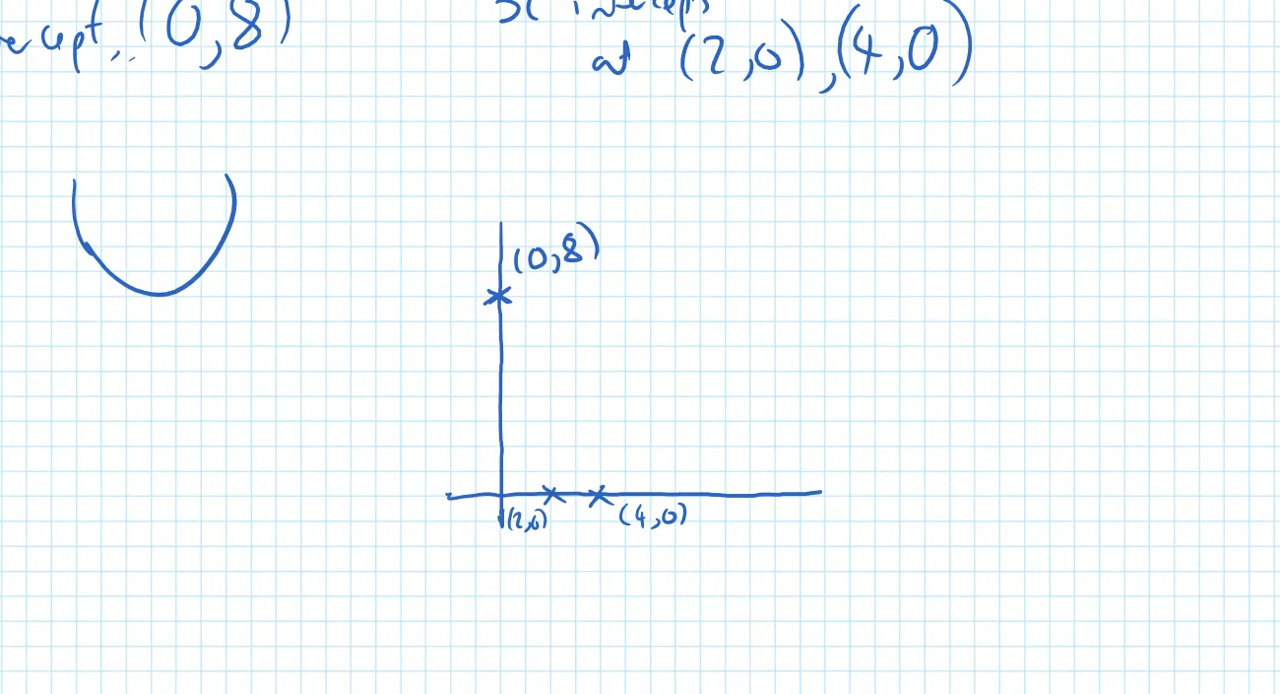 (0,8)
at (2,0),(4,0)
(0,8)
(2,0)
(4,0)